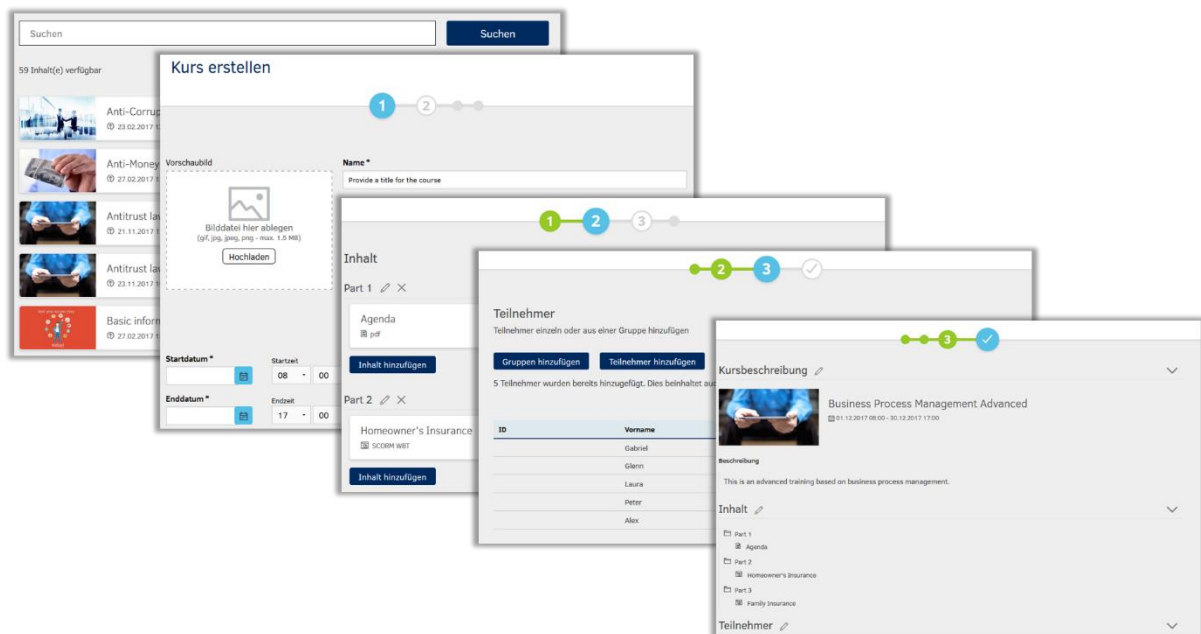 Suchen
Suchen
59 Inhalt(e) verfügbar
Anti-Corrup
23.02.2017 1
Anti-Money
27.02.2017 1
Antitrust la
21.11.2017 1
Antitrust la
23.11.2017 1
Basic inform
27.02.2017 1
Kurs erstellen
1
2
Vorschaubild
Bilddatei hier ablegen
(gif, jpg, jpeg, png - max. 1.5 MB)
Hochladen
Name *
Provide a title for the course
Startdatum *
Startzeit
08 - 00
Enddatum *
Endzeit
17 - 00
1
2
3
Inhalt
Part 1
Agenda
pdf
Inhalt hinzufügen
Part 2
Homeowner's Insurance
SCORM WBT
Inhalt hinzufügen
2
3
Teilnehmer
Teilnehmer einzeln oder aus einer Gruppe hinzufügen
Gruppen hinzufügen
Teilnehmer hinzufügen
5 Teilnehmer wurden bereits hinzugefügt. Dies beinhaltet au
ID Vorname
Gabriel
Glenn
Laura
Peter
Alex
3
Kursbeschreibung
Business Process Management Advanced
01.12.2017 08:00 - 30.12.2017 17:00
Beschreibung
This is an advanced training based on business process management.
Inhalt
Part 1
Agenda
Part 2
Homeowner's Insurance
Part 3
Family Insurance
Teilnehmer